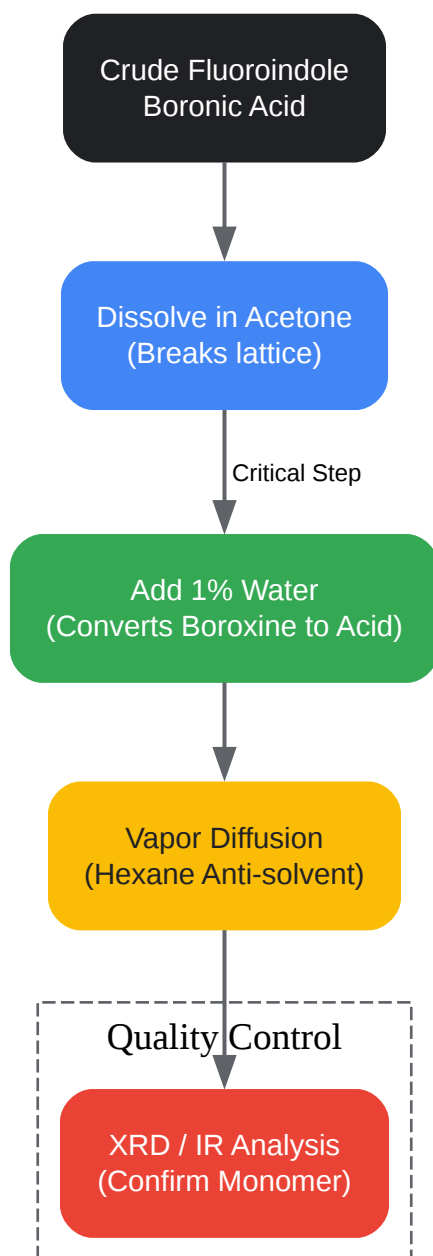 Crude Fluoroindole
Boronic Acid
Dissolve in Acetone
(Breaks lattice)
Critical Step
Add 1% Water
(Converts Boroxine to Acid)
Vapor Diffusion
(Hexane Anti-solvent)
Quality Control
XRD / IR Analysis
(Confirm Monomer)